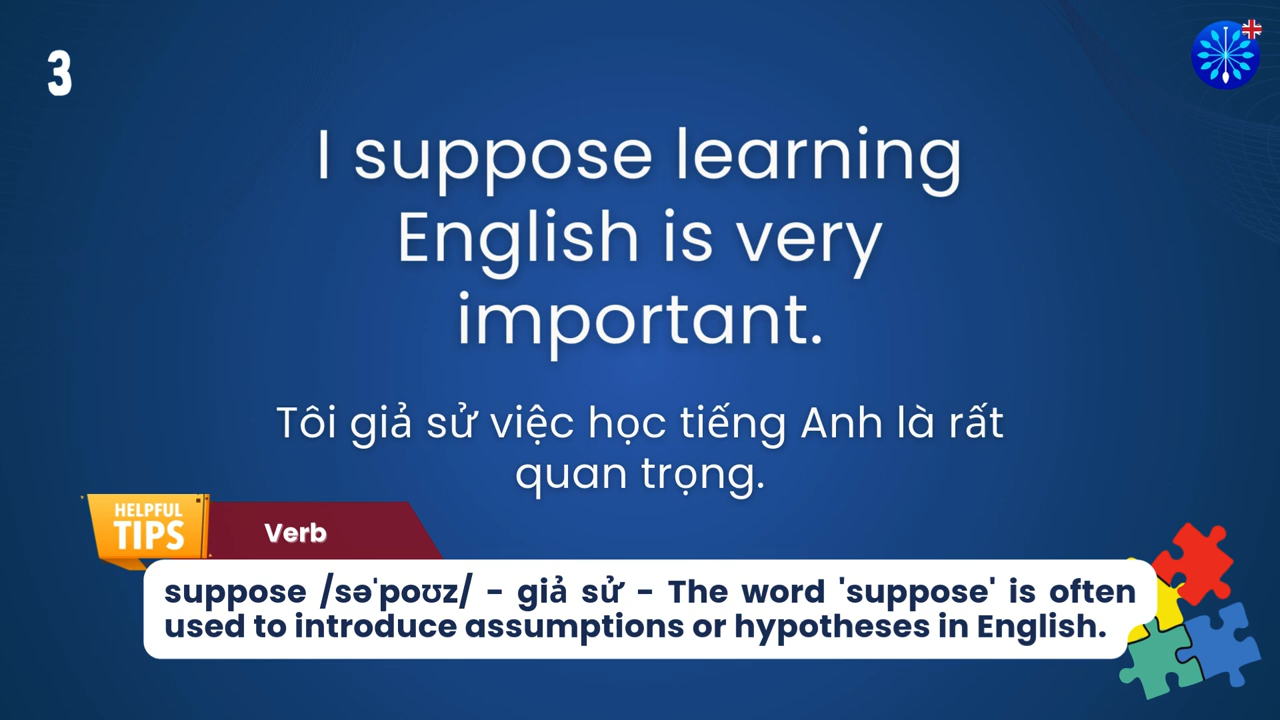 3
I suppose learning
English is very
important.
Tôi giả sử việc học tiếng Anh là rất
quan trọng.
HELPFUL
TIPS
Verb
suppose /səˈpoʊz/ - giả sử - The word 'suppose' is often
used to introduce assumptions or hypotheses in English.